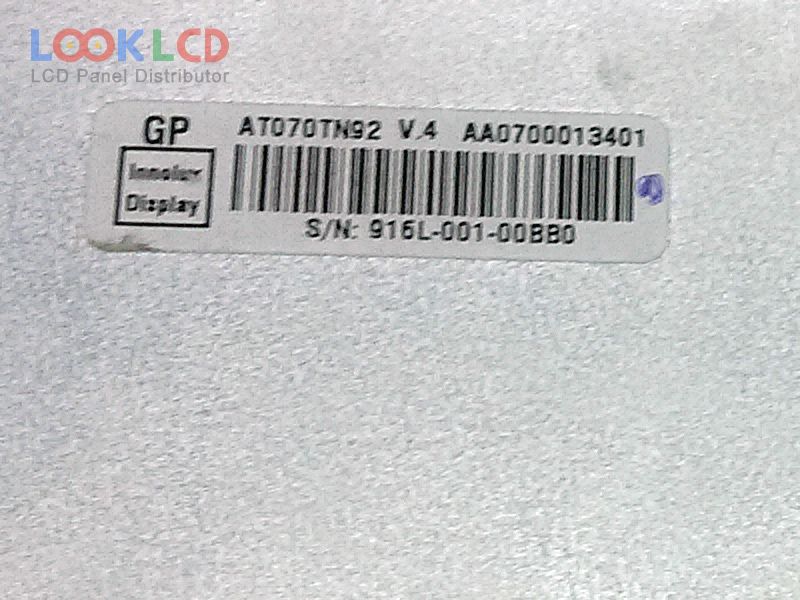 LOOKLCD
LCD Panel Distributor
GP AT070TN92 V.4 AA0700013401
Innolux
Display
S/N: 916L-001-00BB0